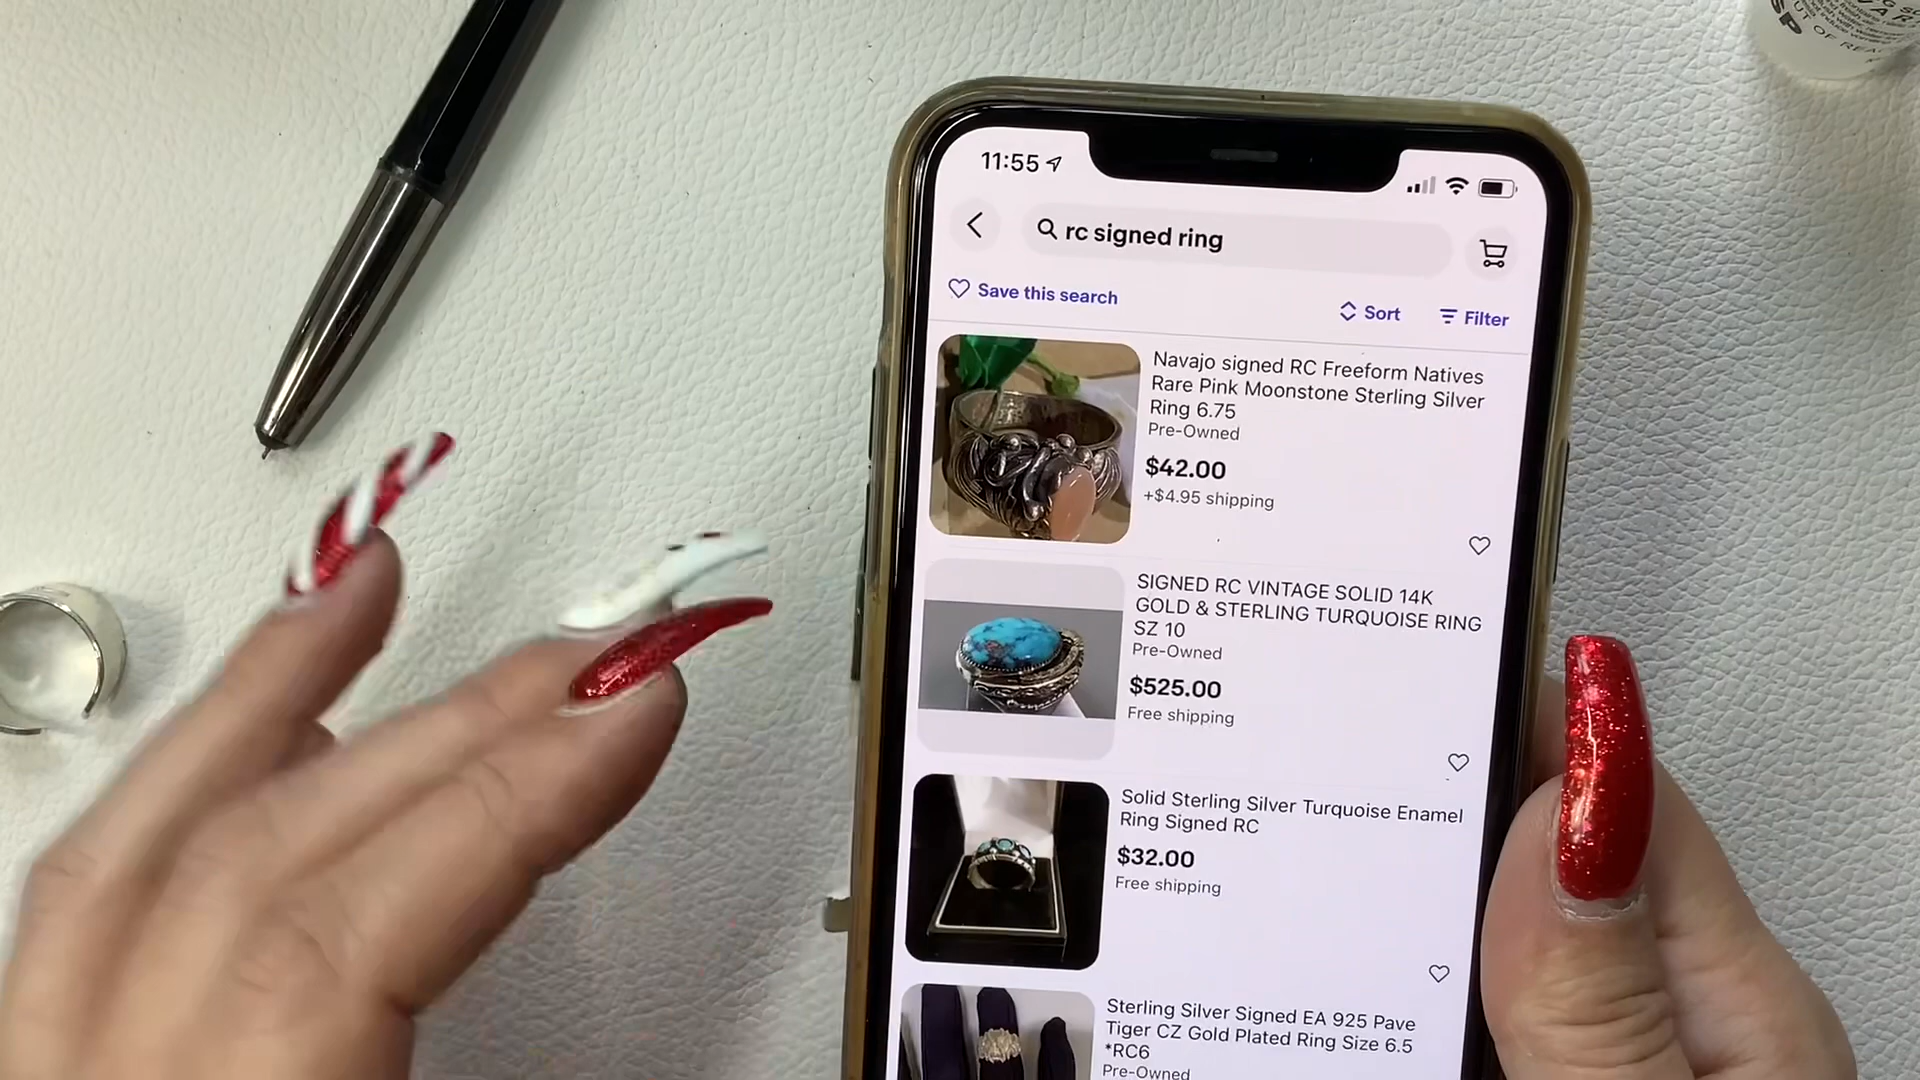 OUT OF REA
SP
11:55
rc signed ring
Save this search
Sort
Filter
Navajo signed RC Freeform Natives
Rare Pink Moonstone Sterling Silver
Ring 6.75
Pre-Owned
$42.00
+$4.95 shipping
SIGNED RC VINTAGE SOLID 14K
GOLD & STERLING TURQUOISE RING
SZ 10
Pre-Owned
$525.00
Free shipping
Solid Sterling Silver Turquoise Enamel
Ring Signed RC
$32.00
Free shipping
Sterling Silver Signed EA 925 Pave
Tiger CZ Gold Plated Ring Size 6.5
*RC6
Pre-Owned